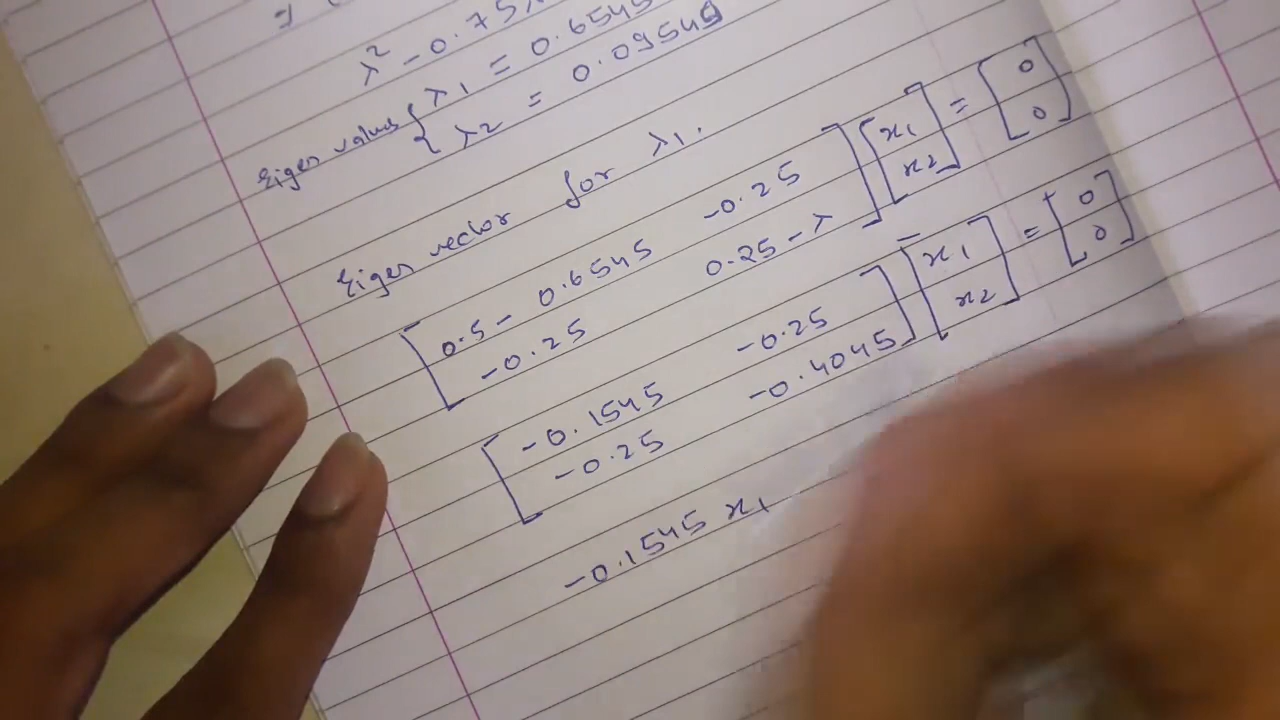 λ² - 0.75λ
Eigen values { λ1 = 0.6545
λ2 = 0.09549
Eigen vector for λ1.
[ 0.5 - 0.6545 -0.25 ] [ x1 ] = [ 0 ]
[ -0.25 0.25 - λ ] [ x2 ] [ 0 ]
[ -0.1545 -0.25 ] [ x1 ] = [ 0 ]
[ -0.25 -0.4045 ] [ x2 ] [ 0 ]
-0.1545 x1